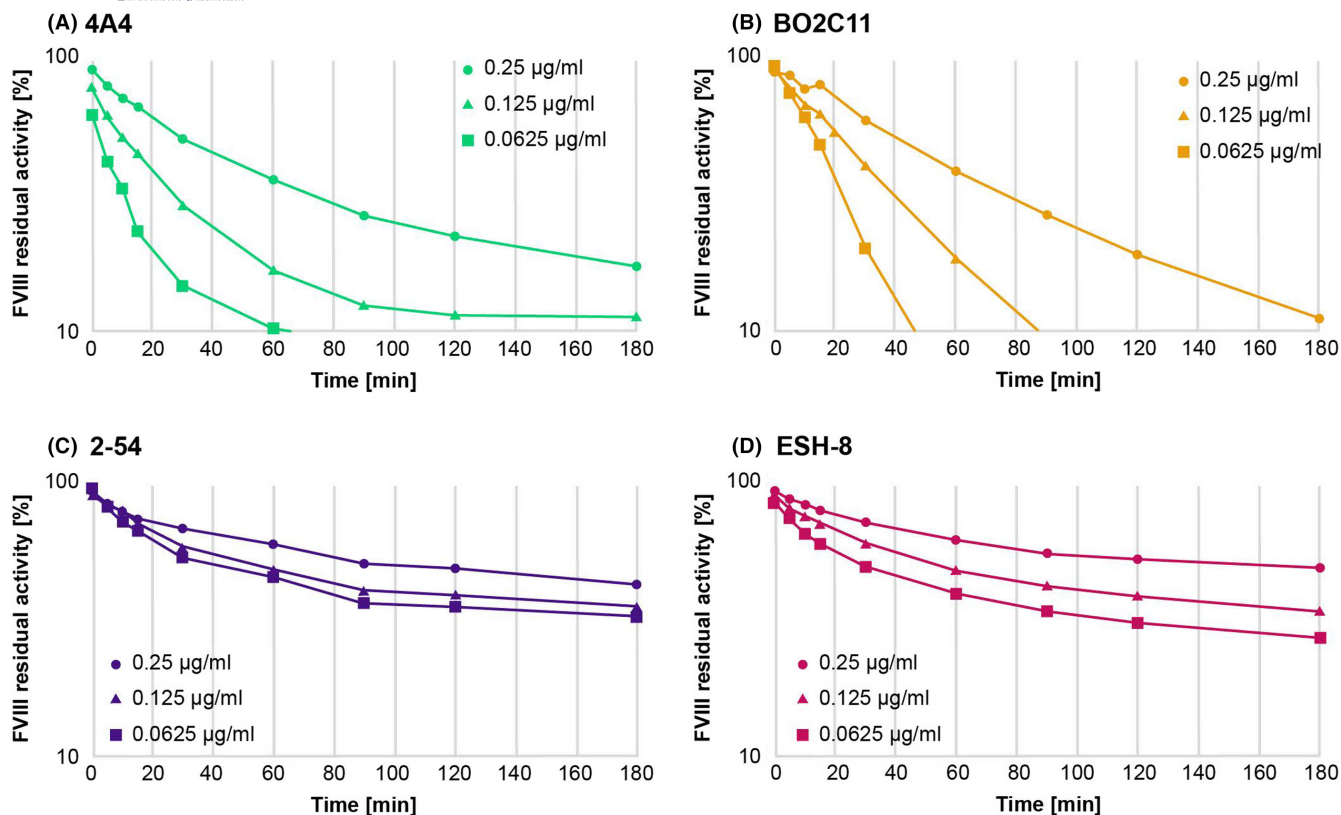 (A) 4A4
FVIII residual activity [%]
100
10
0.25 µg/ml
0.125 µg/ml
0.0625 µg/ml
0 20 40 60 80 100 120 140 160 180
Time [min]
(B) BO2C11
FVIII residual activity [%]
100
10
0.25 µg/ml
0.125 µg/ml
0.0625 µg/ml
0 20 40 60 80 100 120 140 160 180
Time [min]
(C) 2-54
FVIII residual activity [%]
100
10
0.25 µg/ml
0.125 µg/ml
0.0625 µg/ml
0 20 40 60 80 100 120 140 160 180
Time [min]
(D) ESH-8
FVIII residual activity [%]
100
10
0.25 µg/ml
0.125 µg/ml
0.0625 µg/ml
0 20 40 60 80 100 120 140 160 180
Time [min]